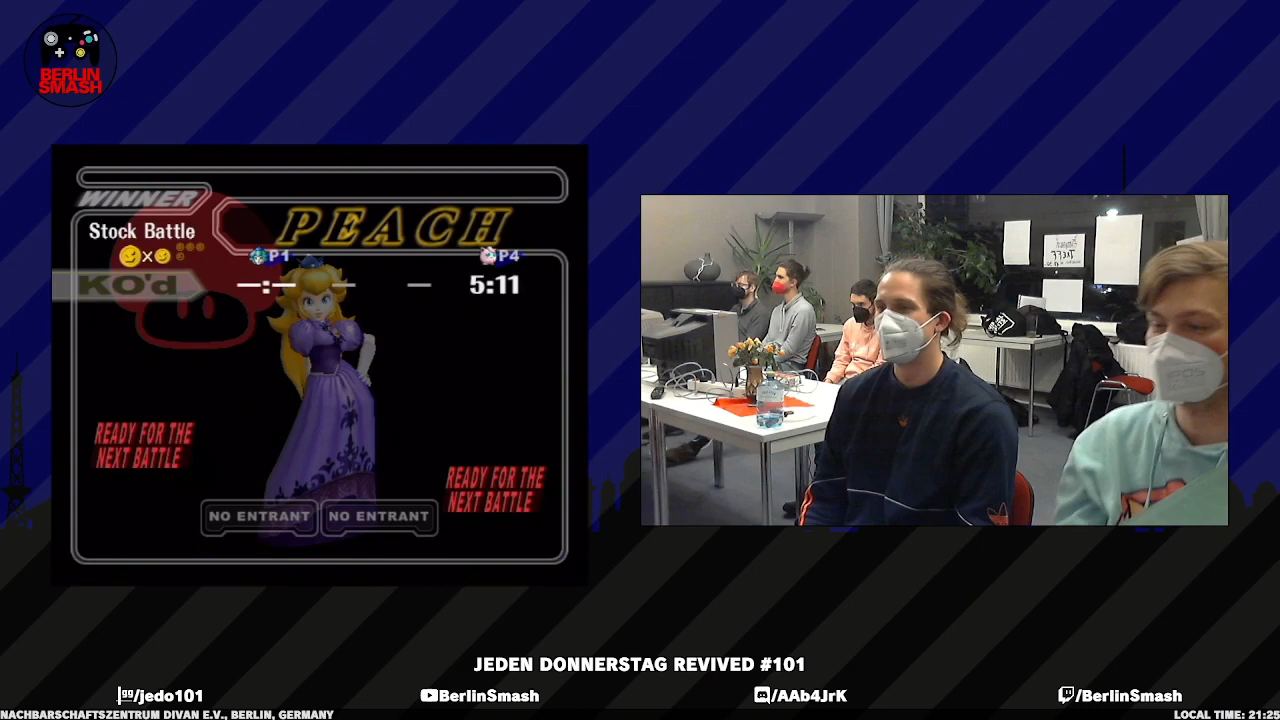 BERLIN
SMASH
WINNER
PEACH
Stock Battle
×
P1
P4
KO'd
—:—
—
—
5:11
READY FOR THE
NEXT BATTLE
READY FOR THE
NEXT BATTLE
NO ENTRANT
NO ENTRANT
JEDEN DONNERSTAG REVIVED #101
gg/jedo101
BerlinSmash
/AAb4JrK
/BerlinSmash
NACHBARSCHAFTSZENTRUM DIVAN E.V., BERLIN, GERMANY
LOCAL TIME: 21:25